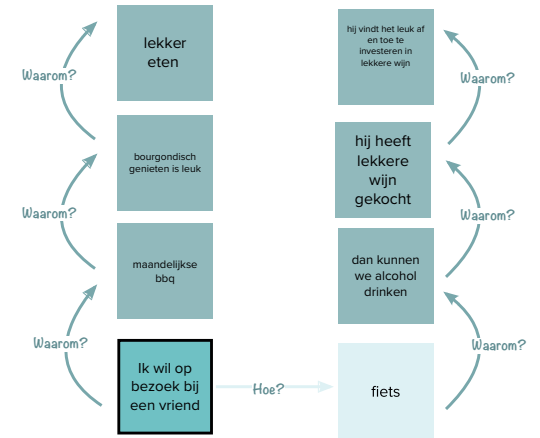 lekker
eten
hij vindt het leuk af
en toe te
investeren in
lekkere wijn
Waarom?
Waarom?
bourgondisch
genieten is leuk
hij heeft
lekkere
wijn
gekocht
Waarom?
Waarom?
maandelijkse
bbq
dan kunnen
we alcohol
drinken
Waarom?
Waarom?
Ik wil op
bezoek bij
een vriend
Hoe?
fiets